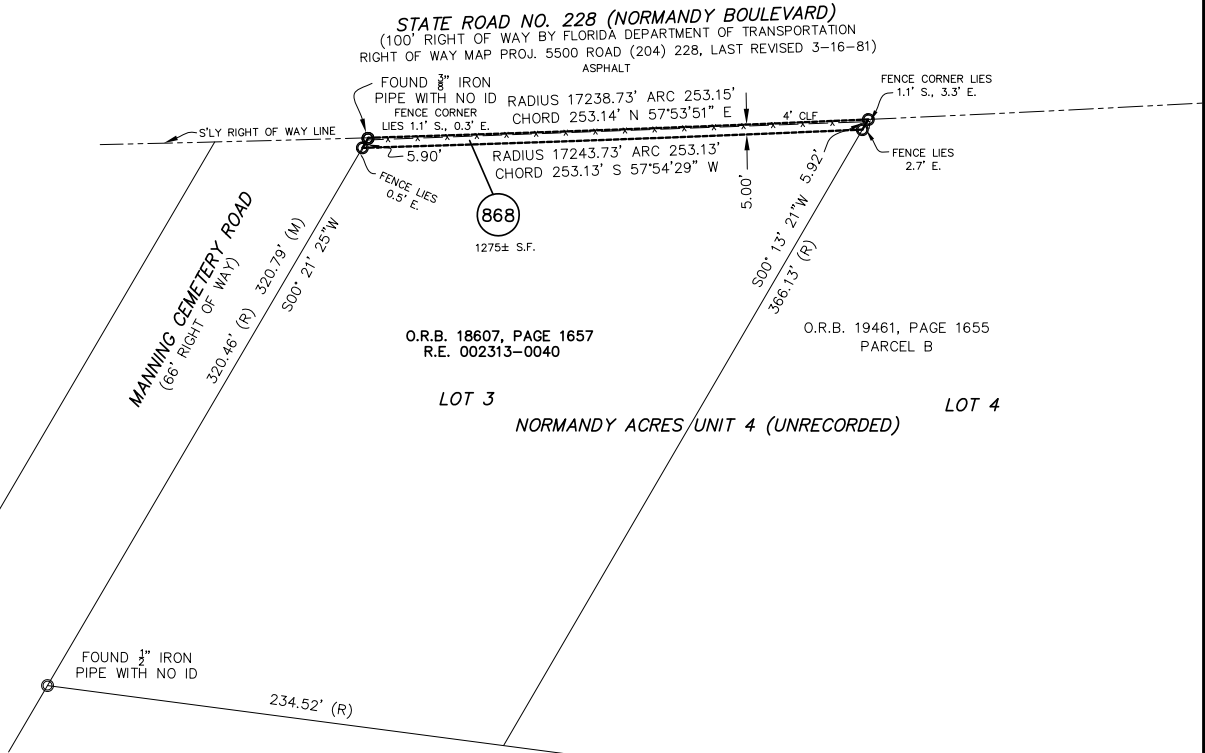 STATE ROAD NO. 228 (NORMANDY BOULEVARD)
(100' RIGHT OF WAY BY FLORIDA DEPARTMENT OF TRANSPORTATION
RIGHT OF WAY MAP PROJ. 5500 ROAD (204) 228, LAST REVISED 3-16-81)
ASPHALT
FOUND 3/8" IRON
PIPE WITH NO ID
FENCE CORNER
LIES 1.1' S., 0.3' E.
RADIUS 17238.73' ARC 253.15'
CHORD 253.14' N 57°53'51" E
4' CLF
FENCE CORNER LIES
1.1' S., 3.3' E.
S'LY RIGHT OF WAY LINE
5.90'
RADIUS 17243.73' ARC 253.13'
CHORD 253.13' S 57°54'29" W
5.00'
5.92'
FENCE LIES
2.7' E.
FENCE LIES
0.5' E.
868
1275± S.F.
MANNING CEMETERY ROAD
(66' RIGHT OF WAY)
320.46' (R) 320.79' (M)
S00° 21' 25"W
S00° 13' 21"W
366.13' (R)
O.R.B. 18607, PAGE 1657
R.E. 002313-0040
O.R.B. 19461, PAGE 1655
PARCEL B
LOT 3
LOT 4
NORMANDY ACRES UNIT 4 (UNRECORDED)
FOUND 1/2" IRON
PIPE WITH NO ID
234.52' (R)